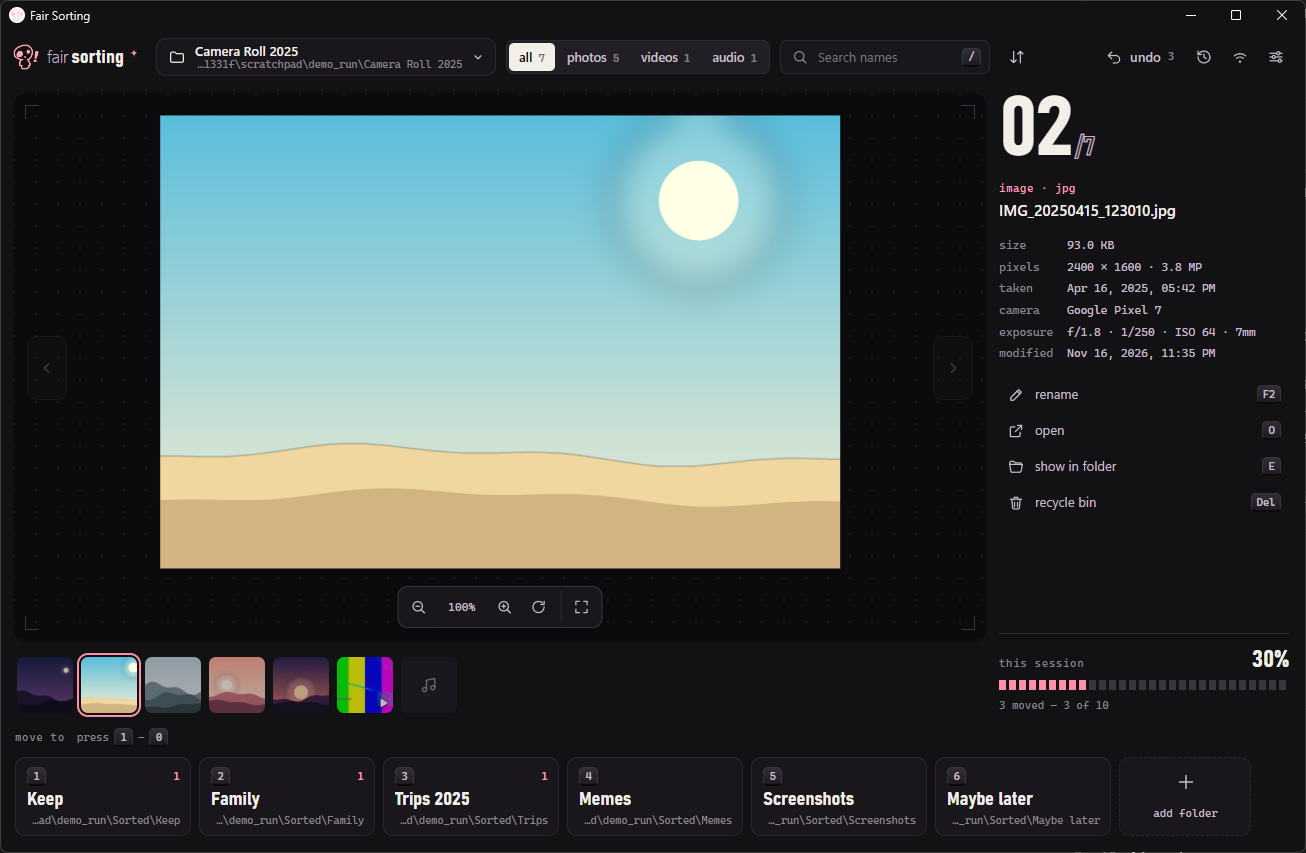 Fair Sorting
fair sorting
Camera Roll 2025
…1331f\scratchpad\demo_run\Camera Roll 2025
all 7 photos 5 videos 1 audio 1
Search names /
undo 3
02/7
image · jpg
IMG_20250415_123010.jpg
size 93.0 KB
pixels 2400 × 1600 · 3.8 MP
taken Apr 16, 2025, 05:42 PM
camera Google Pixel 7
exposure f/1.8 · 1/250 · ISO 64 · 7mm
modified Nov 16, 2026, 11:35 PM
rename F2
open O
show in folder E
recycle bin Del
100%
this session 30%
3 moved — 3 of 10
move to press 1 – 0
1 1
Keep
…ad\demo_run\Sorted\Keep
2 1
Family
…\demo_run\Sorted\Family
3 1
Trips 2025
…d\demo_run\Sorted\Trips
4
Memes
…d\demo_run\Sorted\Memes
5
Screenshots
…_run\Sorted\Screenshots
6
Maybe later
…_run\Sorted\Maybe later
add folder